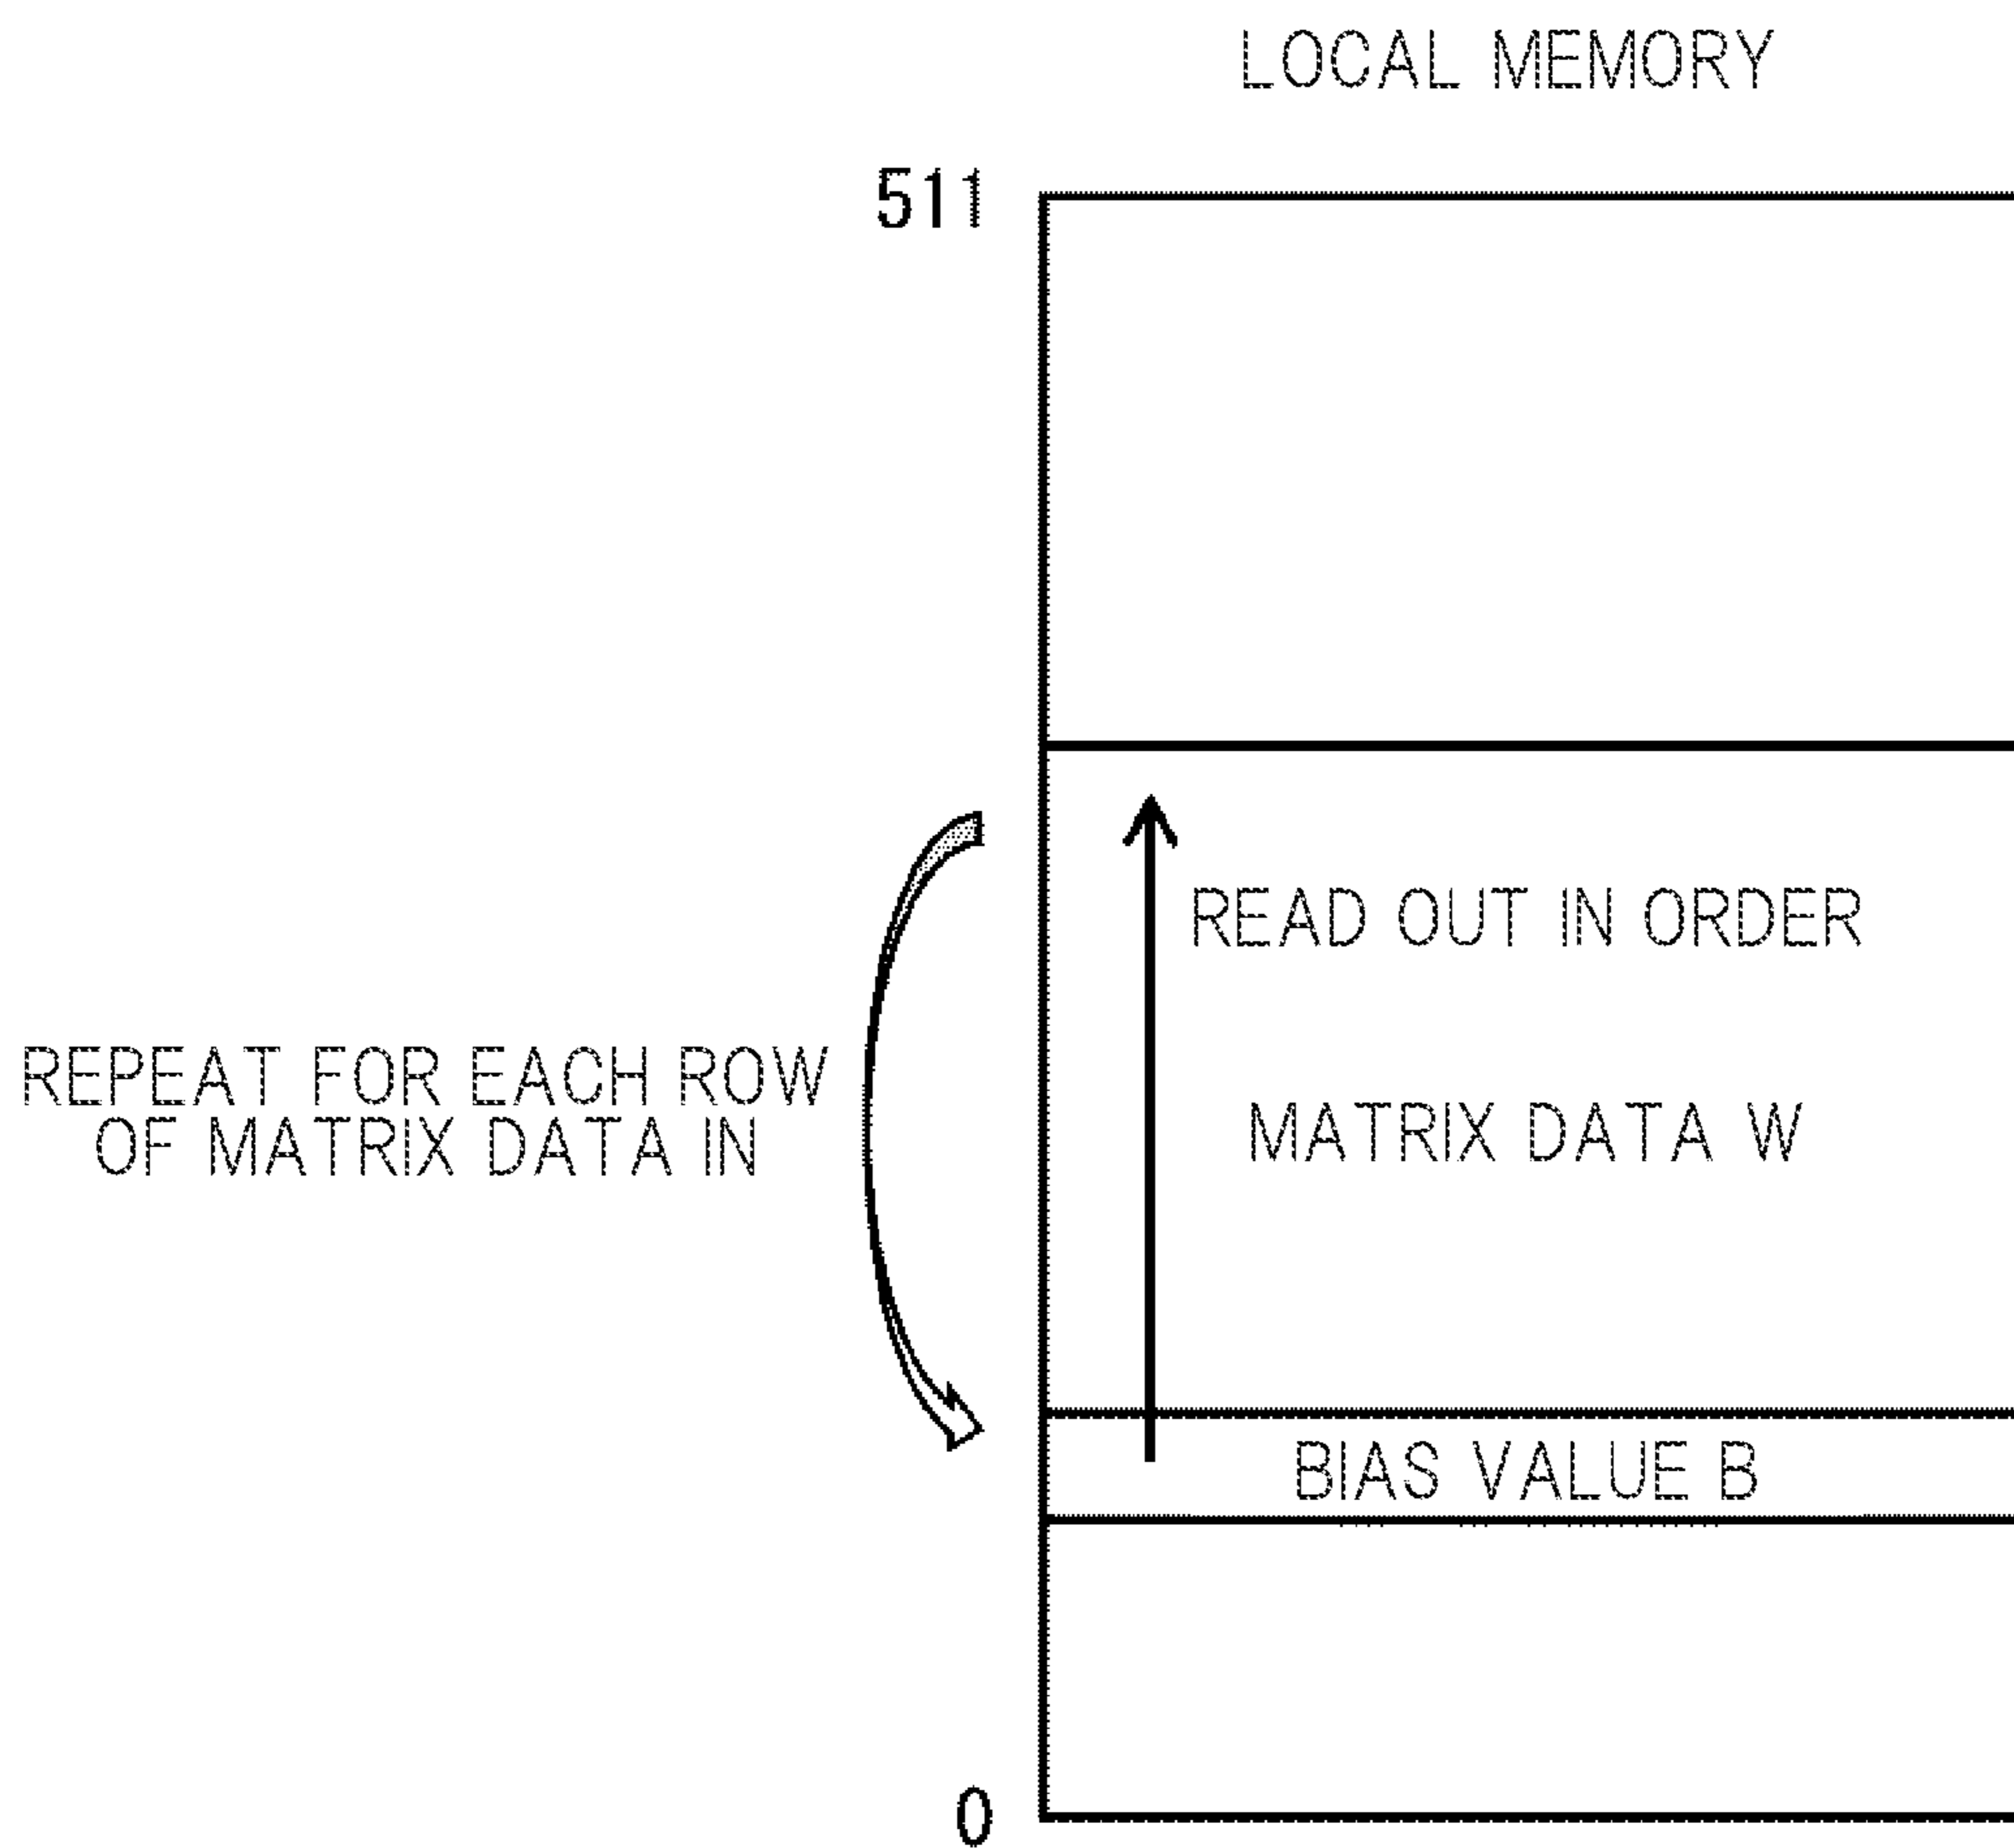 LOCAL MEMORY
511
READ OUT IN ORDER
REPEAT FOR EACH ROW
OF MATRIX DATA IN
MATRIX DATA W
BIAS VALUE B
0